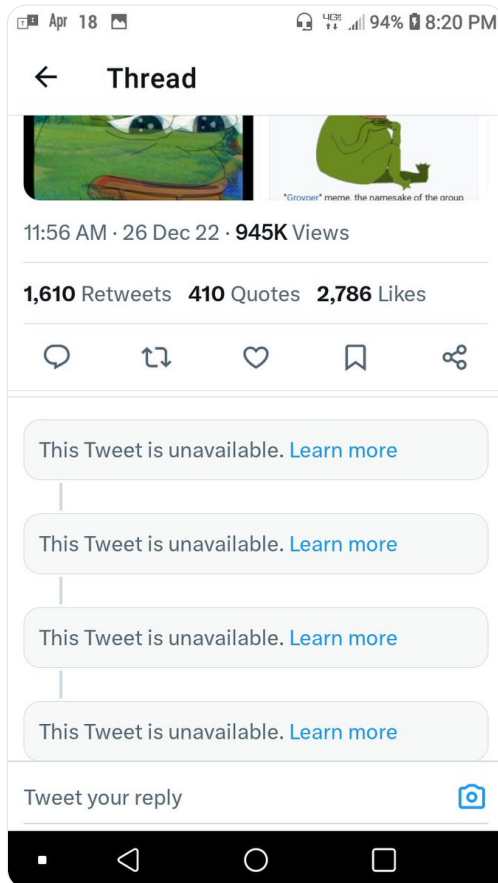 Apr 18 94% 8:20 PM
Thread
"Groyper" meme, the namesake of the group
11:56 AM · 26 Dec 22 · 945K Views
1,610 Retweets 410 Quotes 2,786 Likes
This Tweet is unavailable. Learn more
This Tweet is unavailable. Learn more
This Tweet is unavailable. Learn more
This Tweet is unavailable. Learn more
Tweet your reply